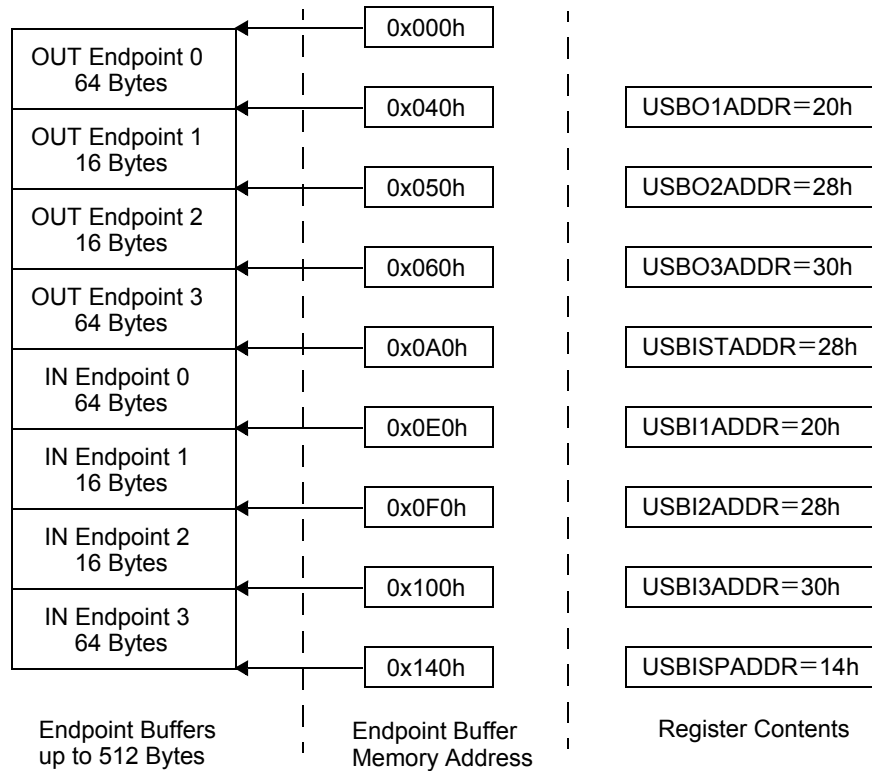 0x000h
OUT Endpoint 0
64 Bytes
0x040h
USBO1ADDR=20h
OUT Endpoint 1
16 Bytes
0x050h
USBO2ADDR=28h
OUT Endpoint 2
16 Bytes
0x060h
USBO3ADDR=30h
OUT Endpoint 3
64 Bytes
0x0A0h
USBISTADDR=28h
IN Endpoint 0
64 Bytes
0x0E0h
USBI1ADDR=20h
IN Endpoint 1
16 Bytes
0x0F0h
USBI2ADDR=28h
IN Endpoint 2
16 Bytes
0x100h
USBI3ADDR=30h
IN Endpoint 3
64 Bytes
0x140h
USBISPADDR=14h
Endpoint Buffers
up to 512 Bytes
Endpoint Buffer
Memory Address
Register Contents